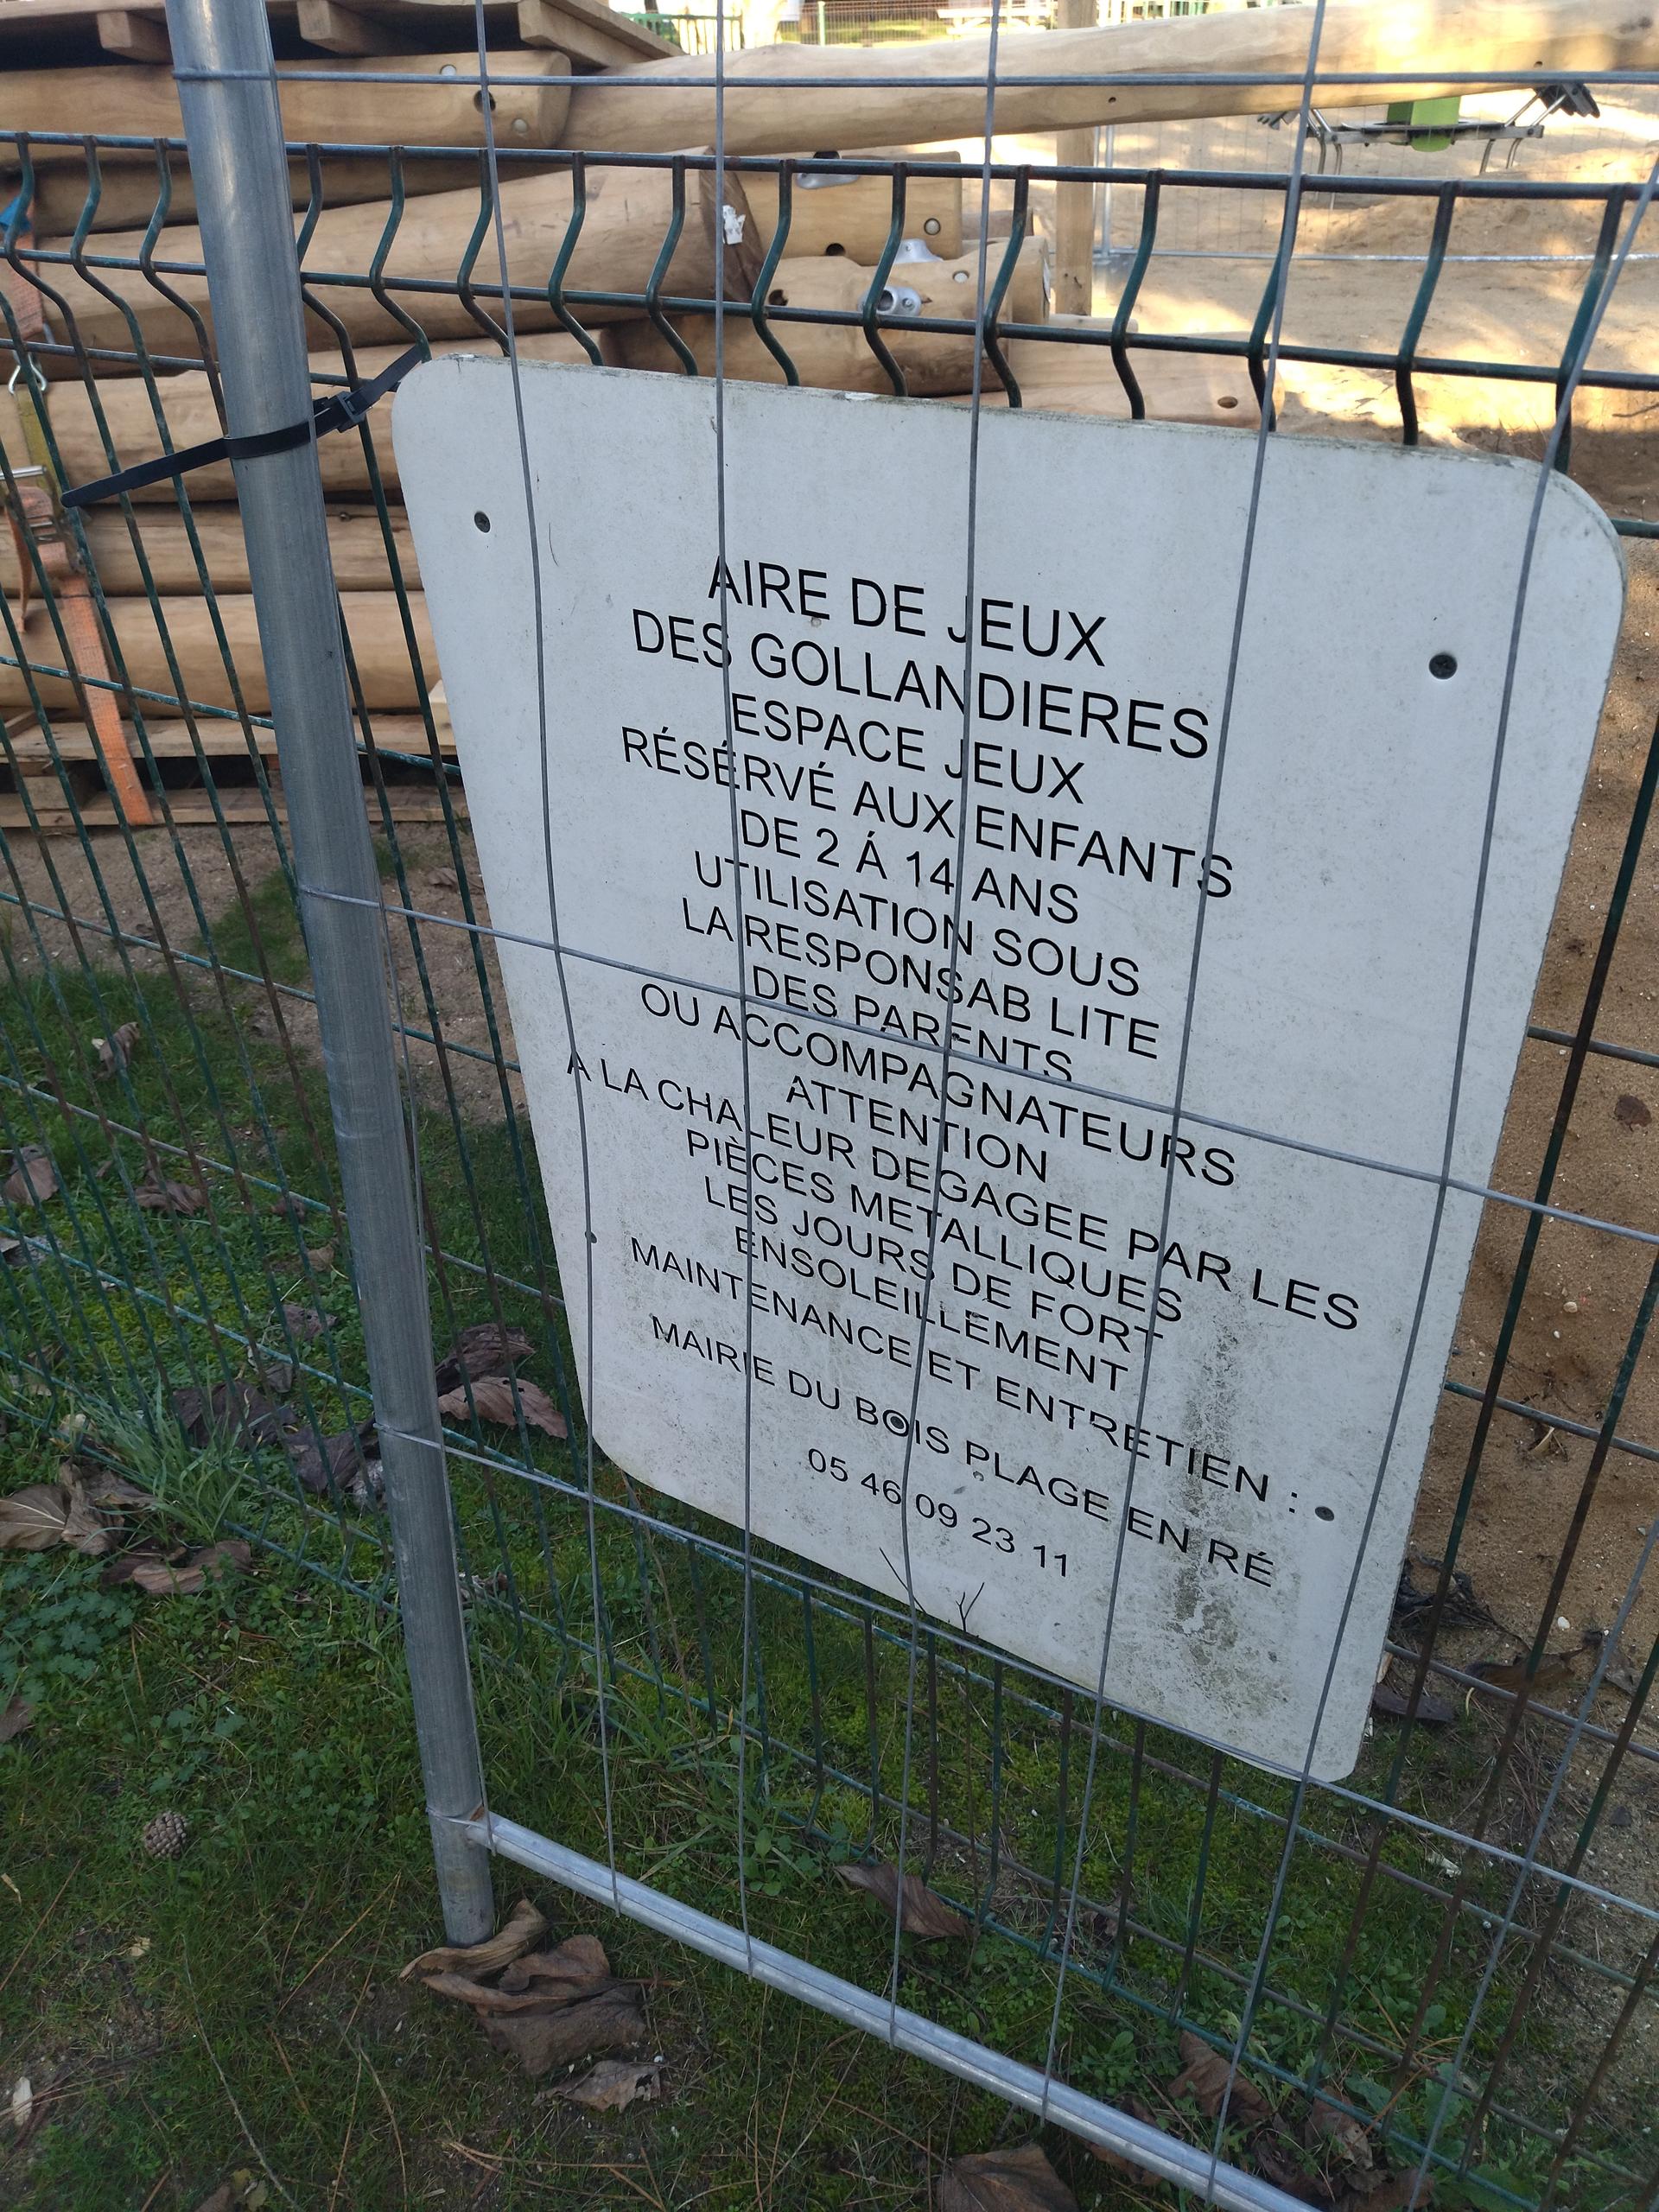 AIRE DE JEUX
DES GOLLANDIERES
ESPACE JEUX
RÉSÉRVÉ AUX ENFANTS
DE 2 Á 14 ANS
UTILISATION SOUS
LA RESPONSAB LITE
DES PARENTS
OU ACCOMPAGNATEURS
ATTENTION
A LA CHALEUR DEGAGEE PAR LES
PIÈCES METALLIQUES
LES JOURS DE FORT
ENSOLEILLEMENT
MAINTENANCE ET ENTRETIEN :
MAIRIE DU BOIS PLAGE EN RÉ
05 46 09 23 11